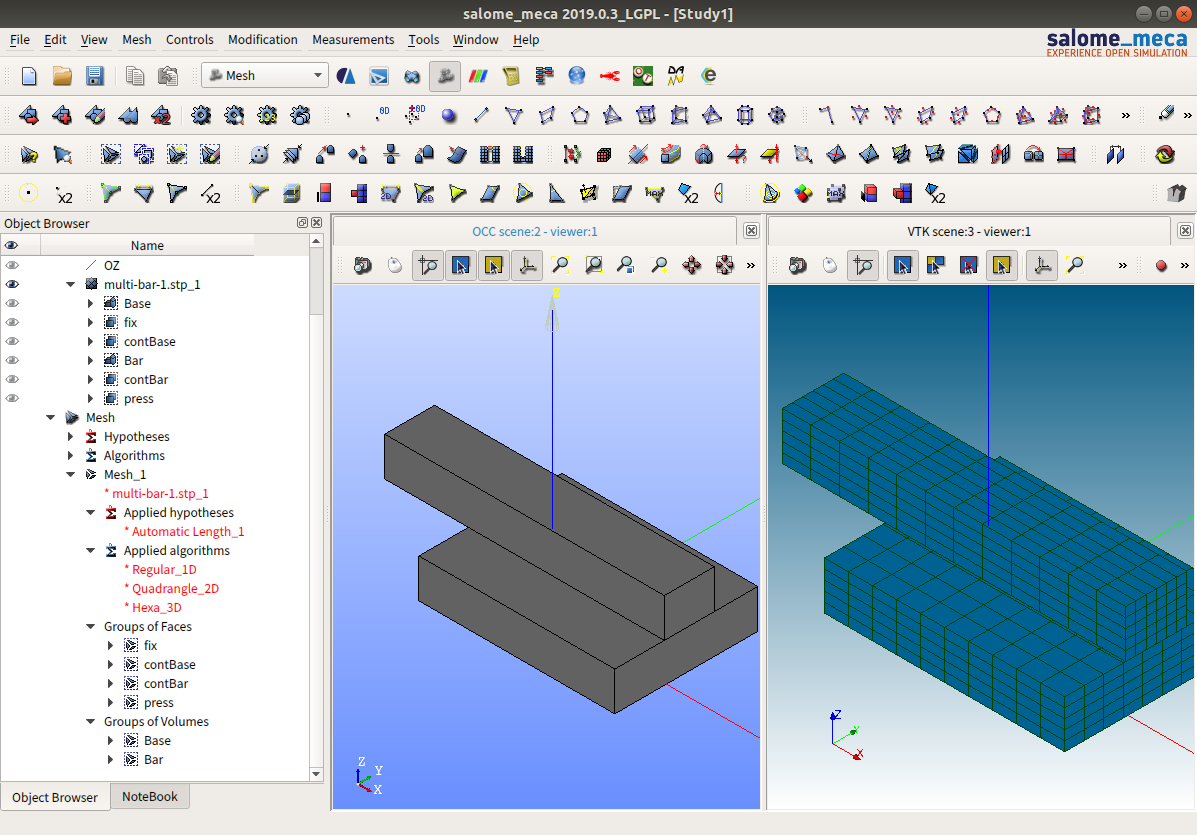 salome_meca 2019.0.3_LGPL - [Study1]
File Edit View Mesh Controls Modification Measurements Tools Window Help
salome_meca
EXPERIENCE OPEN SIMULATION
Mesh
Object Browser
OCC scene:2 - viewer:1
VTK scene:3 - viewer:1
Name
OZ
multi-bar-1.stp_1
Base
fix
contBase
Bar
contBar
press
Mesh
Hypotheses
Algorithms
Mesh_1
* multi-bar-1.stp_1
Applied hypotheses
* Automatic Length_1
Applied algorithms
* Regular_1D
* Quadrangle_2D
* Hexa_3D
Groups of Faces
fix
contBase
contBar
press
Groups of Volumes
Base
Bar
Z
Z
Y
X
Z
Y
X
Object Browser
NoteBook